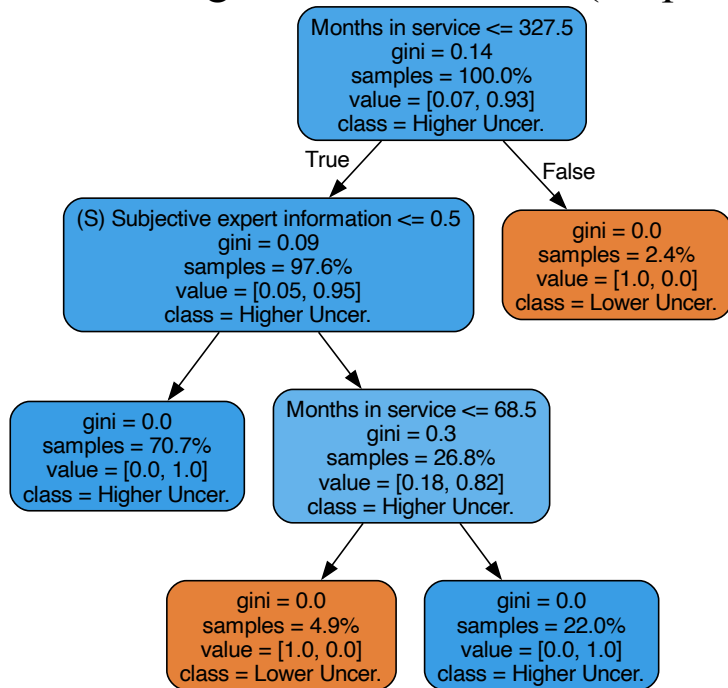 Months in service <= 327.5
gini = 0.14
samples = 100.0%
value = [0.07, 0.93]
class = Higher Uncer.
True
False
(S) Subjective expert information <= 0.5
gini = 0.09
samples = 97.6%
value = [0.05, 0.95]
class = Higher Uncer.
gini = 0.0
samples = 2.4%
value = [1.0, 0.0]
class = Lower Uncer.
gini = 0.0
samples = 70.7%
value = [0.0, 1.0]
class = Higher Uncer.
Months in service <= 68.5
gini = 0.3
samples = 26.8%
value = [0.18, 0.82]
class = Higher Uncer.
gini = 0.0
samples = 4.9%
value = [1.0, 0.0]
class = Lower Uncer.
gini = 0.0
samples = 22.0%
value = [0.0, 1.0]
class = Higher Uncer.